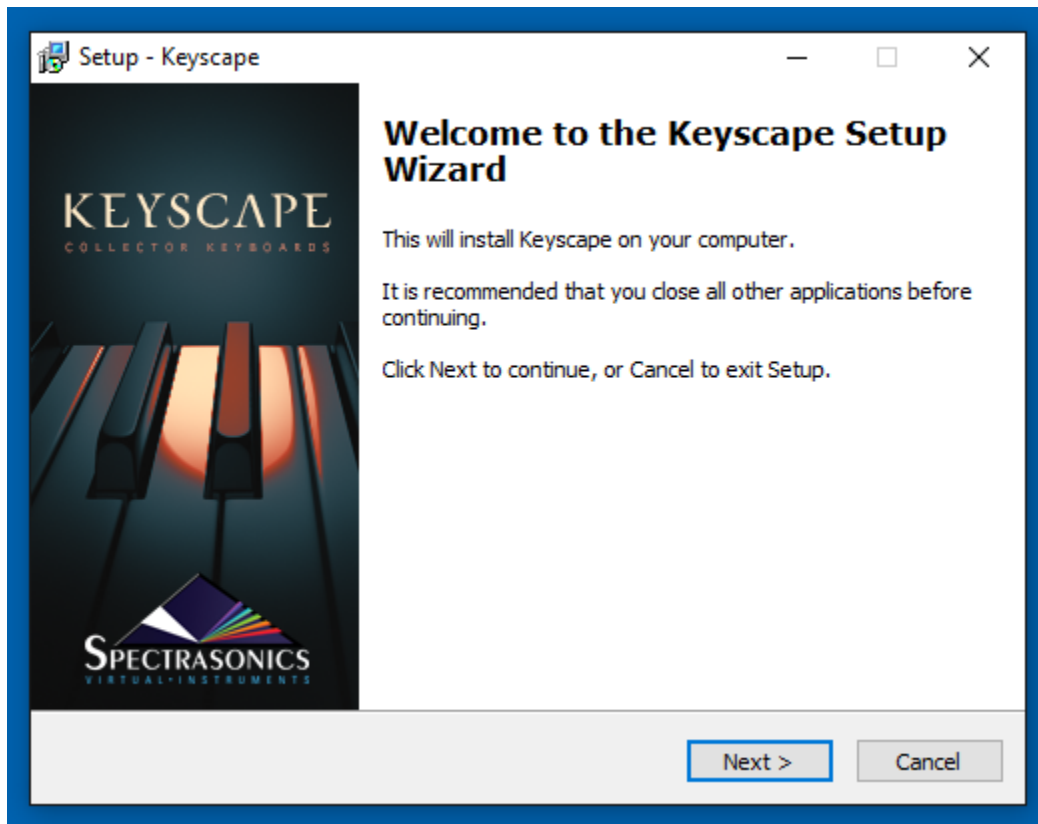 Setup - Keyscape
KEYSCAPE
COLLECTOR KEYBOARDS
SPECTRASONICS
VIRTUAL•INSTRUMENTS
Welcome to the Keyscape Setup
Wizard
This will install Keyscape on your computer.
It is recommended that you close all other applications before
continuing.
Click Next to continue, or Cancel to exit Setup.
Next >
Cancel